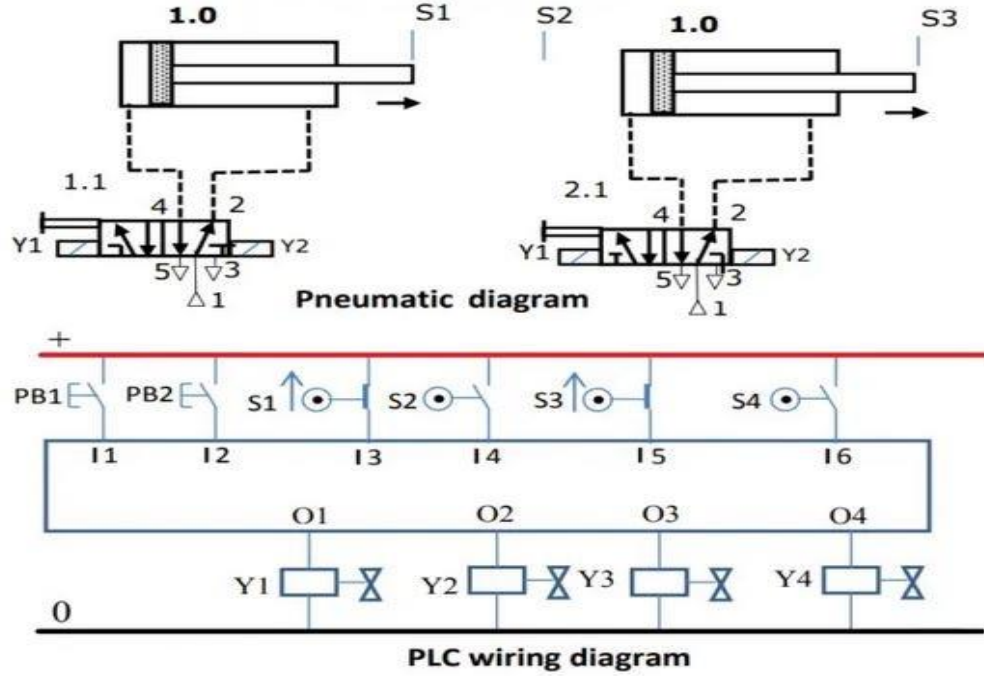 1.0 S1 S2 1.0 S3
1.1 4 2 2.1 4 2
Y1 Y2 Y1 Y2
5 3 5 3
1 1
Pneumatic diagram
+
PB1 PB2 S1 S2 S3 S4
I1 I2 I3 I4 I5 I6
O1 O2 O3 O4
Y1 Y2 Y3 Y4
0
PLC wiring diagram